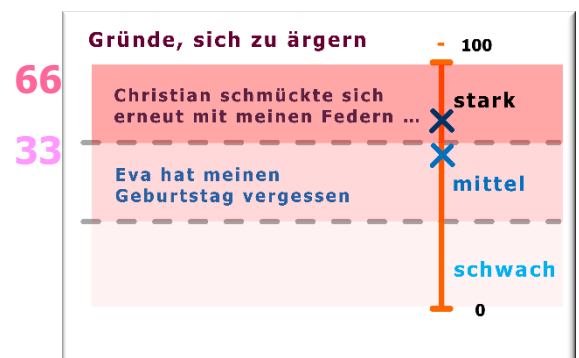 Gründe, sich zu ärgern
- 100
66
Christian schmückte sich
erneut mit meinen Federn ...
stark
33
Eva hat meinen
Geburtstag vergessen
mittel
schwach
0